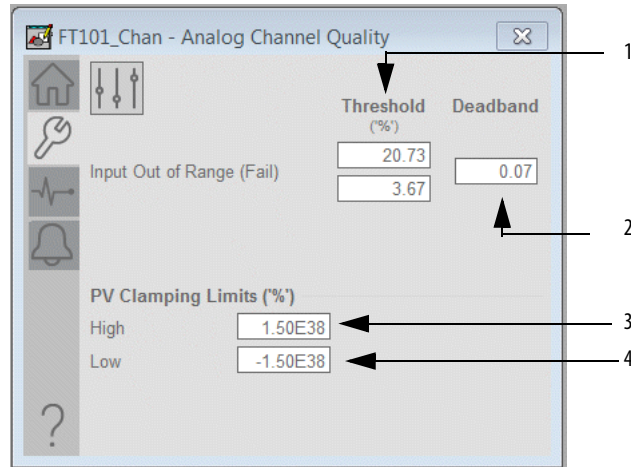 FT101_Chan - Analog Channel Quality
1
Threshold Deadband
('%')
20.73
Input Out of Range (Fail) 0.07
3.67
2
PV Clamping Limits ('%')
High 1.50E38 3
Low -1.50E38 4
?